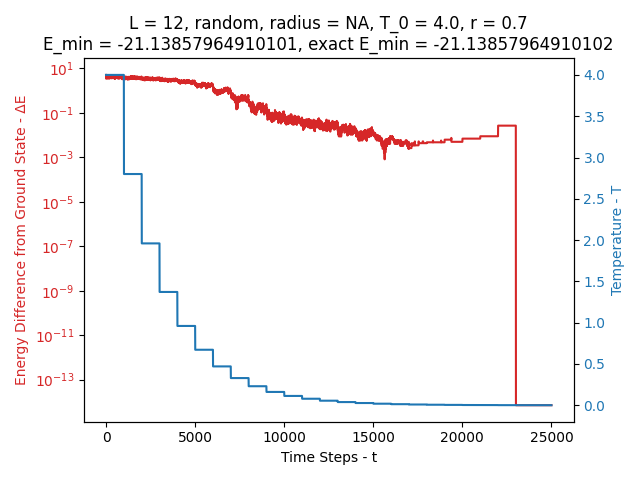 L = 12, random, radius = NA, T_0 = 4.0, r = 0.7
E_min = -21.13857964910101, exact E_min = -21.13857964910102
10^1
10^-1
10^-3
10^-5
10^-7
10^-9
10^-11
10^-13
Energy Difference from Ground State - ΔE
4.0
3.5
3.0
2.5
2.0
1.5
1.0
0.5
0.0
Temperature - T
0 5000 10000 15000 20000 25000
Time Steps - t